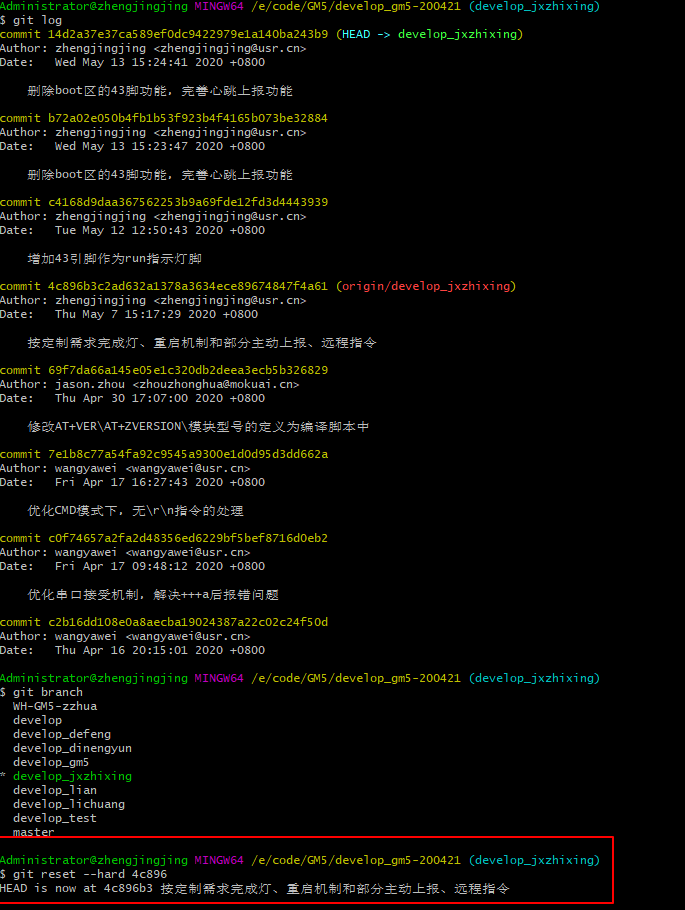 Administrator@zhengjingjing MINGW64 /e/code/GM5/develop_gm5-200421 (develop_jxzhixing)
$ git log
commit 14d2a37e37ca589ef0dc9422979e1a140ba243b9 (HEAD -> develop_jxzhixing)
Author: zhengjingjing <zhengjingjing@usr.cn>
Date:   Wed May 13 15:24:41 2020 +0800
删除boot区的43脚功能，完善心跳上报功能
commit b72a02e050b4fb1b53f923b4f4165b073be32884
Author: zhengjingjing <zhengjingjing@usr.cn>
Date:   Wed May 13 15:23:47 2020 +0800
删除boot区的43脚功能，完善心跳上报功能
commit c4168d9daa367562253b9a69fde12fd3d4443939
Author: zhengjingjing <zhengjingjing@usr.cn>
Date:   Tue May 12 12:50:43 2020 +0800
增加43引脚作为run指示灯脚
commit 4c896b3c2ad632a1378a3634ece89674847f4a61 (origin/develop_jxzhixing)
Author: zhengjingjing <zhengjingjing@usr.cn>
Date:   Thu May 7 15:17:29 2020 +0800
按定制需求完成灯、重启机制和部分主动上报、远程指令
commit 69f7da66a145e05e1c320db2deea3ecb5b326829
Author: jason.zhou <zhouzhonghua@mokuai.cn>
Date:   Thu Apr 30 17:07:00 2020 +0800
修改AT+VER\AT+ZVERSION\模块型号的定义为编译脚本中
commit 7e1b8c77a54fa92c9545a9300e1d0d95d3dd662a
Author: wangyawei <wangyawei@usr.cn>
Date:   Fri Apr 17 16:27:43 2020 +0800
优化CMD模式下，无\r\n指令的处理
commit c0f74657a2fa2d48356ed6229bf5bef8716d0eb2
Author: wangyawei <wangyawei@usr.cn>
Date:   Fri Apr 17 09:48:12 2020 +0800
优化串口接受机制，解决+++a后报错问题
commit c2b16dd108e0a8aecba19024387a22c02c24f50d
Author: wangyawei <wangyawei@usr.cn>
Date:   Thu Apr 16 20:15:01 2020 +0800
Administrator@zhengjingjing MINGW64 /e/code/GM5/develop_gm5-200421 (develop_jxzhixing)
$ git branch
WH-GM5-zzhua
develop
develop_defeng
develop_dinengyun
develop_gm5
* develop_jxzhixing
develop_lian
develop_lichuang
develop_test
master
Administrator@zhengjingjing MINGW64 /e/code/GM5/develop_gm5-200421 (develop_jxzhixing)
$ git reset --hard 4c896
HEAD is now at 4c896b3 按定制需求完成灯、重启机制和部分主动上报、远程指令